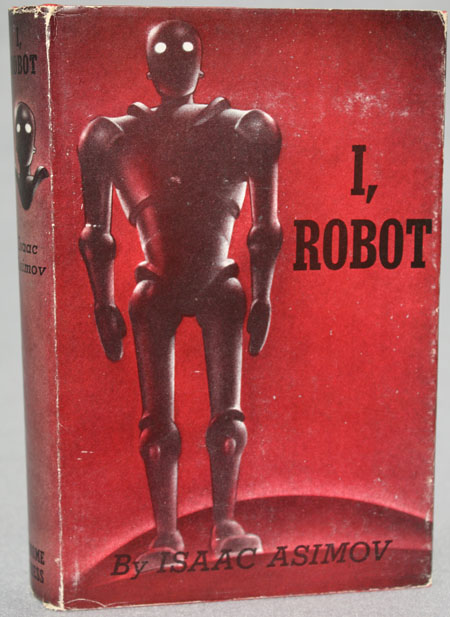 I,
ROBOT
By ISAAC ASIMOV
I,
ROBOT
Isaac
Asimov